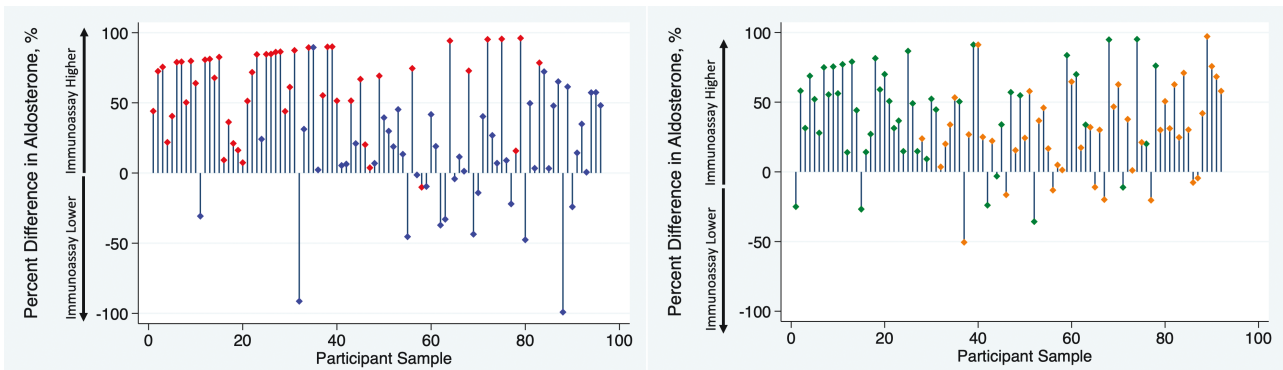 Percent Difference in Aldosterone, %
Immunoassay Higher
Immunoassay Lower
100
50
0
-50
-100
0 20 40 60 80 100
Participant Sample
Percent Difference in Aldosterone, %
Immunoassay Higher
Immunoassay Lower
100
50
0
-50
-100
0 20 40 60 80 100
Participant Sample